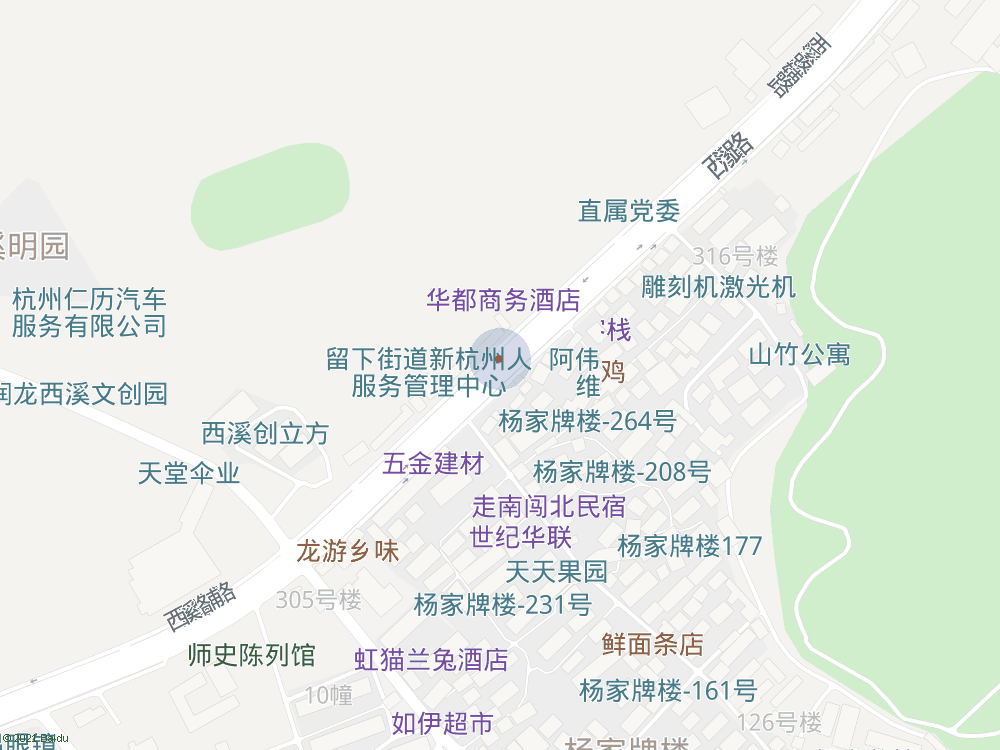 西溪路辅路
西溪路
直属党委
316号楼
溪明园
雕刻机激光机
杭州仁历汽车
服务有限公司
华都商务酒店
栈
留下街道新杭州人
服务管理中心
阿伟
维
鸡
山竹公寓
润龙西溪文创园
杨家牌楼-264号
西溪创立方
天堂伞业
五金建材
杨家牌楼-208号
走南闯北民宿
世纪华联
龙游乡味
杨家牌楼177
天天果园
305号楼
杨家牌楼-231号
西溪路辅路
师史陈列馆
虹猫兰兔酒店
鲜面条店
10幢
杨家牌楼-161号
如伊超市
126号楼
杨家牌楼
眼镜